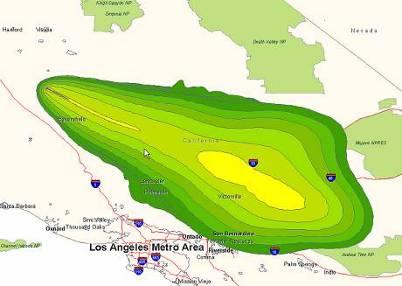 Kings Canyon NP
Sequoia NP
Hanford Visalia
Nevada
Death Valley NP
Bakersfield
California
Mojave NPRES
Lancaster
Palmdale
Victorville
Santa Barbara
Simi Valley
Oxnard Thousand Oaks
Ontario San Bernardino
Los Angeles Metro Area Riverside
Corona
Channel Islands NP
Joshua Tree NP
Palm Springs
Indio
Mission Viejo